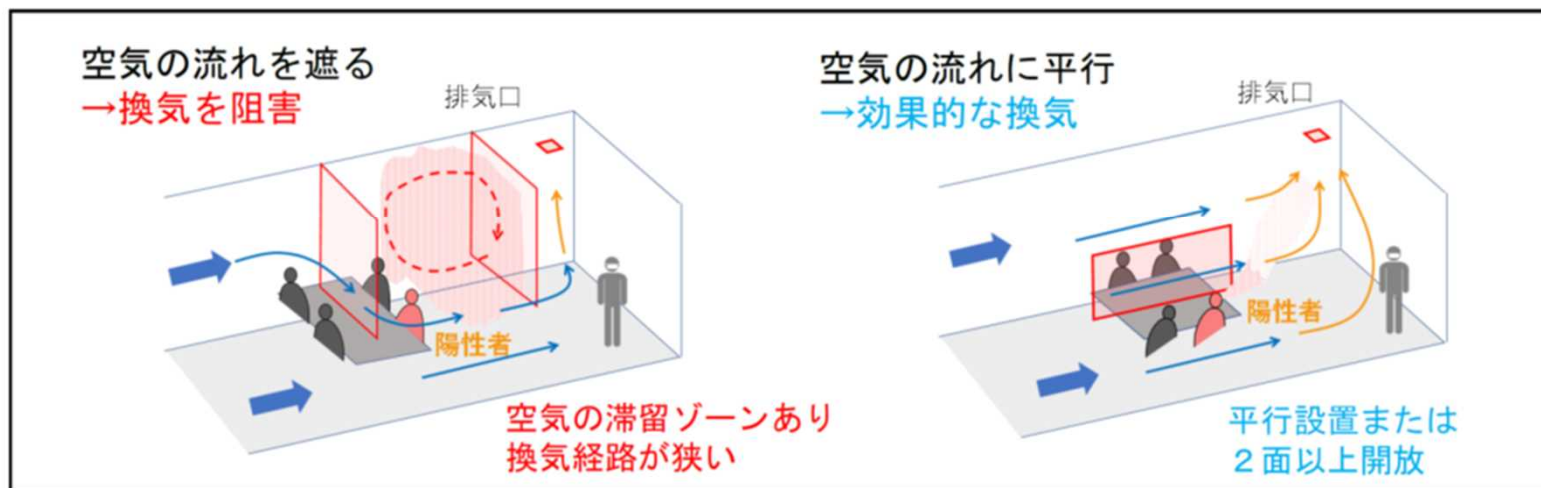 空気の流れを遮る
→換気を阻害
排気口
陽性者
空気の滞留ゾーンあり
換気経路が狭い
空気の流れに平行
→効果的な換気
排気口
陽性者
平行設置または
２面以上開放